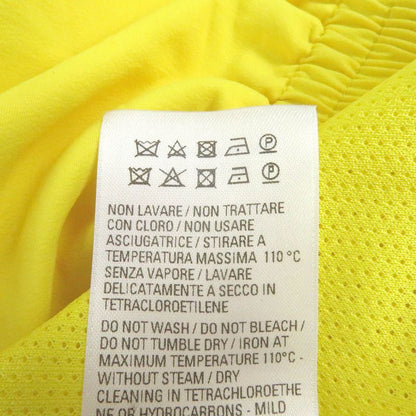 NON LAVARE / NON TRATTARE
CON CLORO / NON USARE
ASCIUGATRICE / STIRARE A
TEMPERATURA MASSIMA 110 °C
SENZA VAPORE / LAVARE
DELICATAMENTE A SECCO IN
TETRACLOROETILENE
DO NOT WASH / DO NOT BLEACH /
DO NOT TUMBLE DRY / IRON AT
MAXIMUM TEMPERATURE 110°C -
WITHOUT STEAM / DRY
CLEANING IN TETRACHLOROETHE
NE OR HYDROCARBONS - MILD